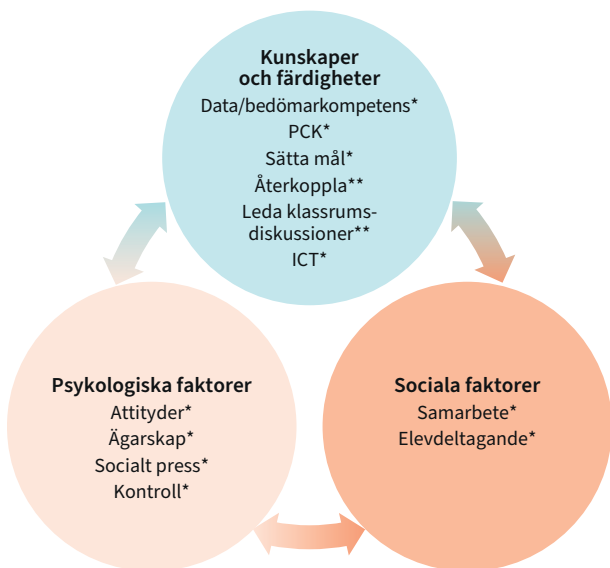 Kunskaper
och färdigheter
Data/bedömarkompetens*
PCK*
Sätta mål*
Återkoppla**
Leda klassrums-
diskussioner**
ICT*
Psykologiska faktorer
Attityder*
Ägarskap*
Socialt press*
Kontroll*
Sociala faktorer
Samarbete*
Elevdeltagande*